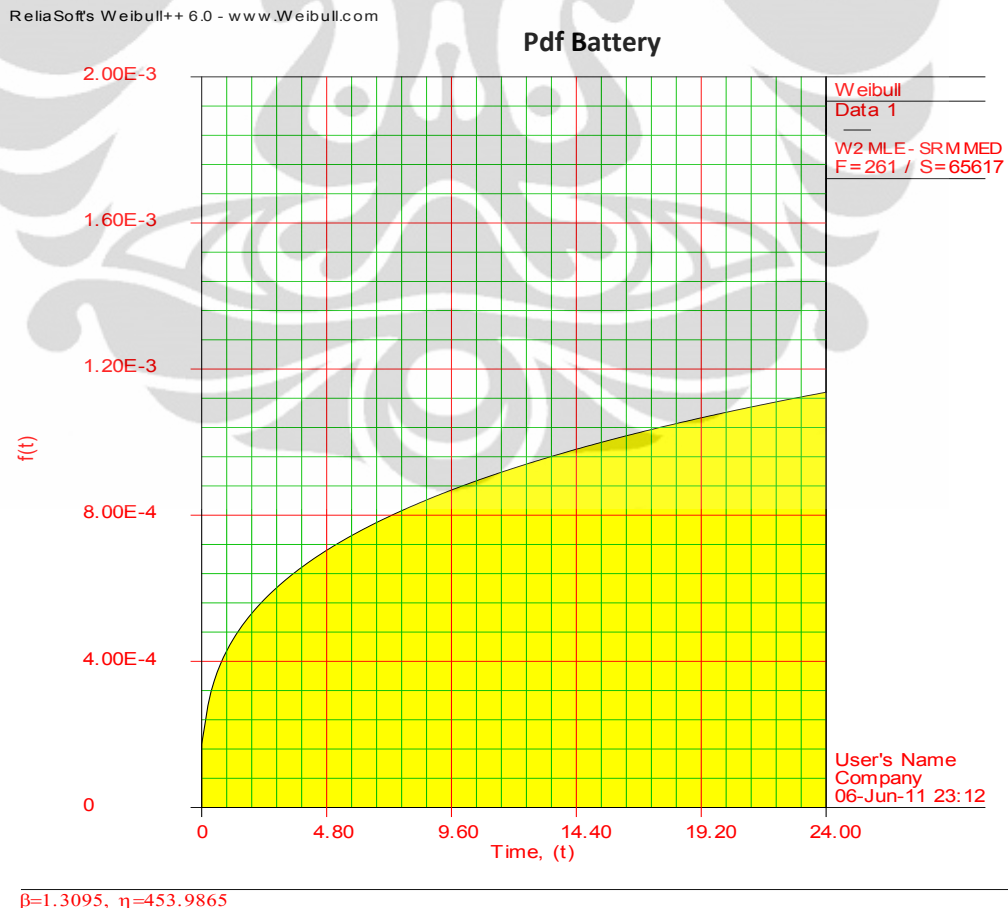 ReliaSoft's Weibull++ 6.0 - www.Weibull.com
Pdf Battery
2.00E-3
1.60E-3
1.20E-3
8.00E-4
4.00E-4
0
f(t)
0 4.80 9.60 14.40 19.20 24.00
Time, (t)
Weibull
Data 1
W2 MLE - SRM MED
F=261 / S=65617
User's Name
Company
06-Jun-11 23:12
β=1.3095, η=453.9865